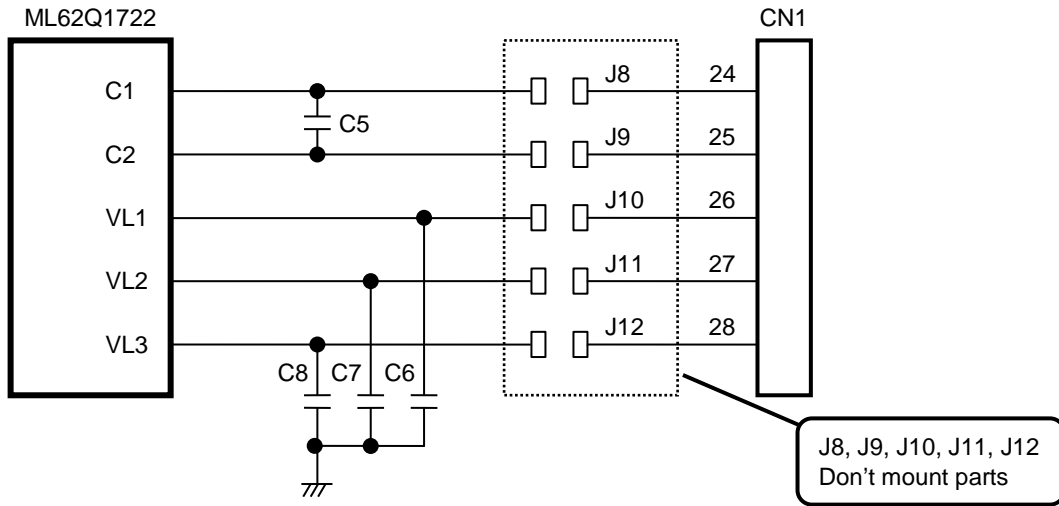 ML62Q1722
CN1
C1
J8
24
C5
C2
J9
25
VL1
J10
26
VL2
J11
27
VL3
J12
28
C8
C7
C6
J8, J9, J10, J11, J12
Don't mount parts